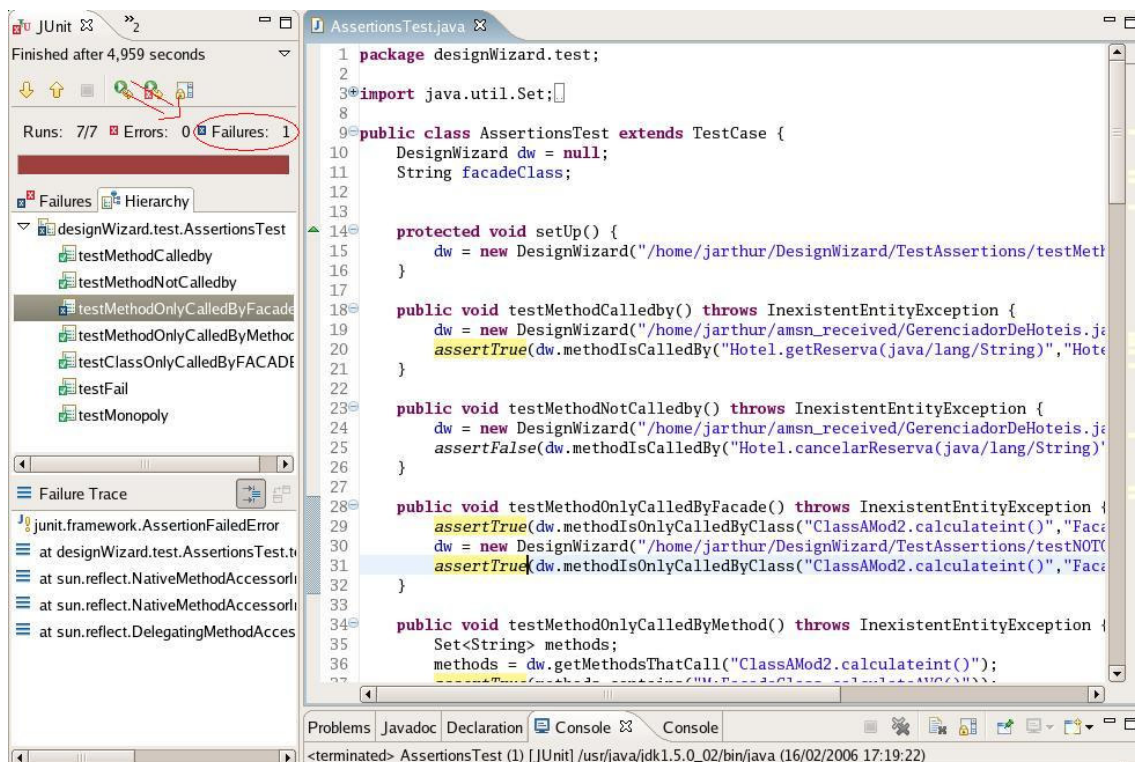 JUnit
»2
Finished after 4,959 seconds
Runs: 7/7 Errors: 0 Failures: 1
Failures Hierarchy
designWizard.test.AssertionsTest
testMethodCalledby
testMethodNotCalledby
testMethodOnlyCalledByFacade
testMethodOnlyCalledByMethod
testClassOnlyCalledByFACADE
testFail
testMonopoly
Failure Trace
junit.framework.AssertionFailedError
at designWizard.test.AssertionsTest.te
at sun.reflect.NativeMethodAccessorI
at sun.reflect.NativeMethodAccessorI
at sun.reflect.DelegatingMethodAcces
AssertionsTest.java
1 package designWizard.test;
2
3 import java.util.Set;
8
9 public class AssertionsTest extends TestCase {
10 DesignWizard dw = null;
11 String facadeClass;
12
13
14 protected void setUp() {
15 dw = new DesignWizard("/home/jarthur/DesignWizard/TestAssertions/testMeth
16 }
17
18 public void testMethodCalledby() throws InexistentEntityException {
19 dw = new DesignWizard("/home/jarthur/amsn_received/GerenciadorDeHoteis.ja
20 assertTrue(dw.methodIsCalledBy("Hotel.getReserva(java/lang/String)","Hote
21 }
22
23 public void testMethodNotCalledby() throws InexistentEntityException {
24 dw = new DesignWizard("/home/jarthur/amsn_received/GerenciadorDeHoteis.ja
25 assertFalse(dw.methodIsCalledBy("Hotel.cancelarReserva(java/lang/String)"
26 }
27
28 public void testMethodOnlyCalledByFacade() throws InexistentEntityException {
29 assertTrue(dw.methodIsOnlyCalledByClass("ClassAMod2.calculateint()","Faca
30 dw = new DesignWizard("/home/jarthur/DesignWizard/TestAssertions/testNOTO
31 assertTrue(dw.methodIsOnlyCalledByClass("ClassAMod2.calculateint()","Faca
32 }
33
34 public void testMethodOnlyCalledByMethod() throws InexistentEntityException {
35 Set<String> methods;
36 methods = dw.getMethodsThatCall("ClassAMod2.calculateint()");
Problems Javadoc Declaration Console Console
<terminated> AssertionsTest (1) [JUnit] /usr/java/jdk1.5.0_02/bin/java (16/02/2006 17:19:22)